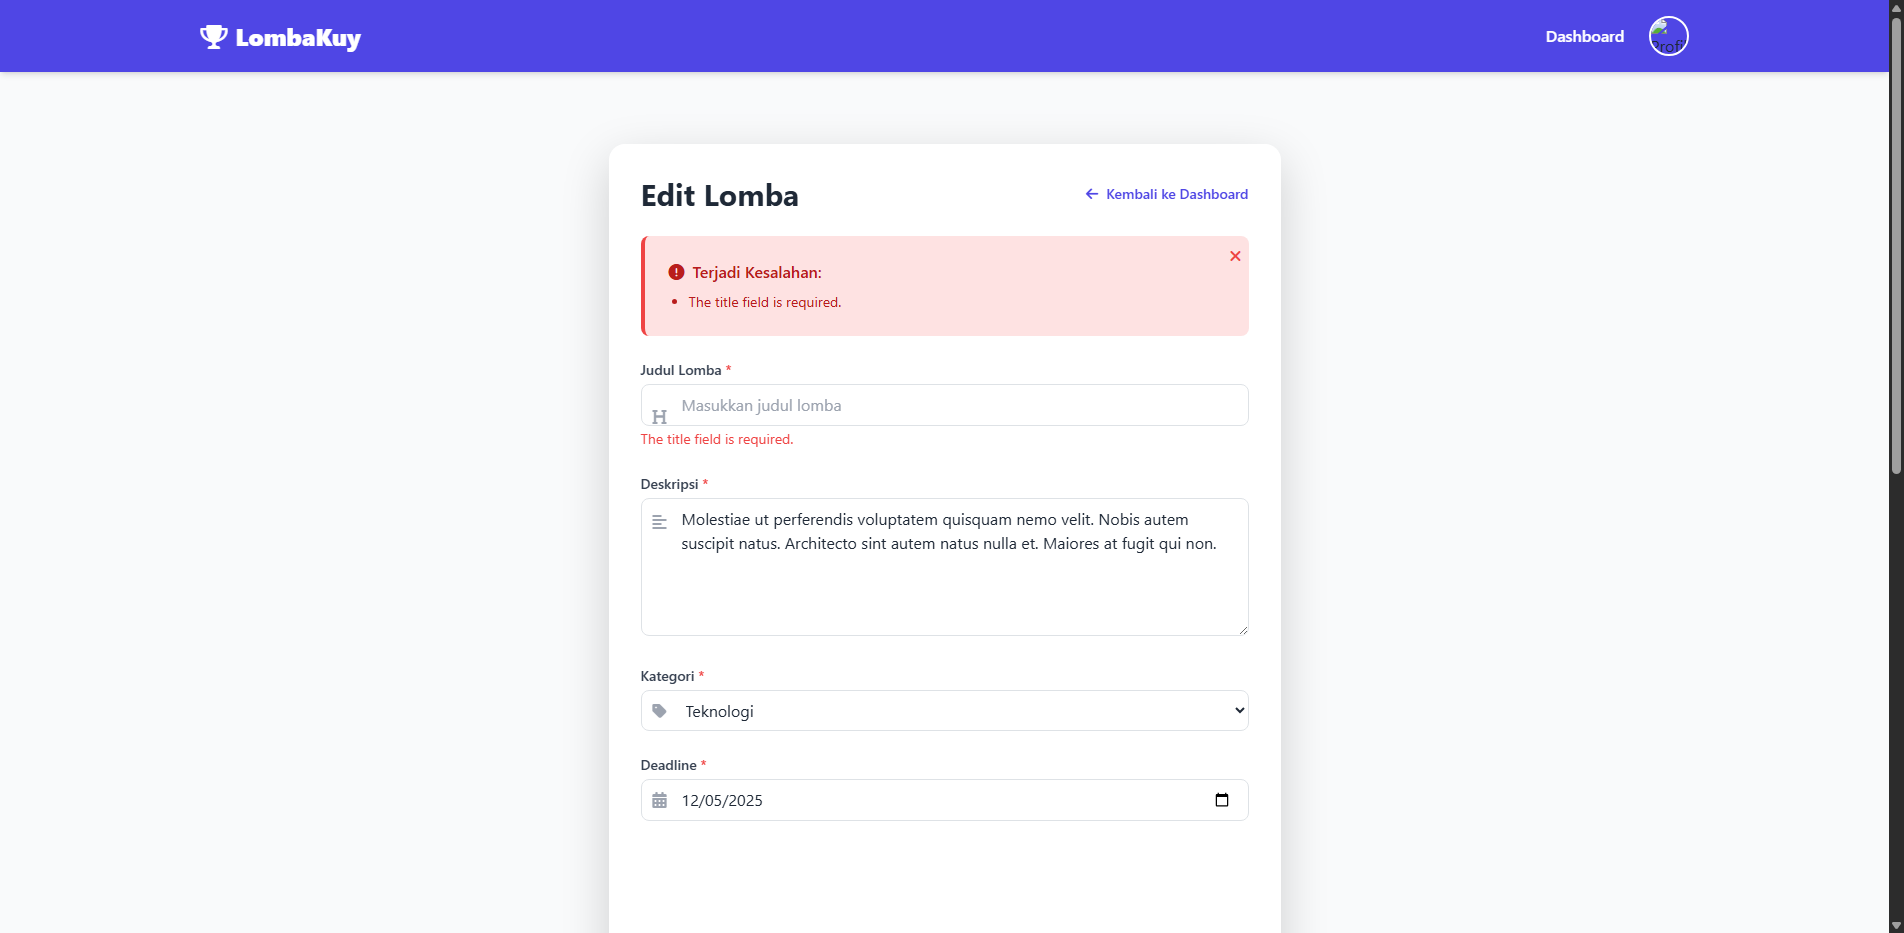 LombaKuy
Dashboard
Profi
Edit Lomba
Kembali ke Dashboard
Terjadi Kesalahan:
The title field is required.
Judul Lomba *
Masukkan judul lomba
The title field is required.
Deskripsi *
Molestiae ut perferendis voluptatem quisquam nemo velit. Nobis autem
suscipit natus. Architecto sint autem natus nulla et. Maiores at fugit qui non.
Kategori *
Teknologi
Deadline *
12/05/2025